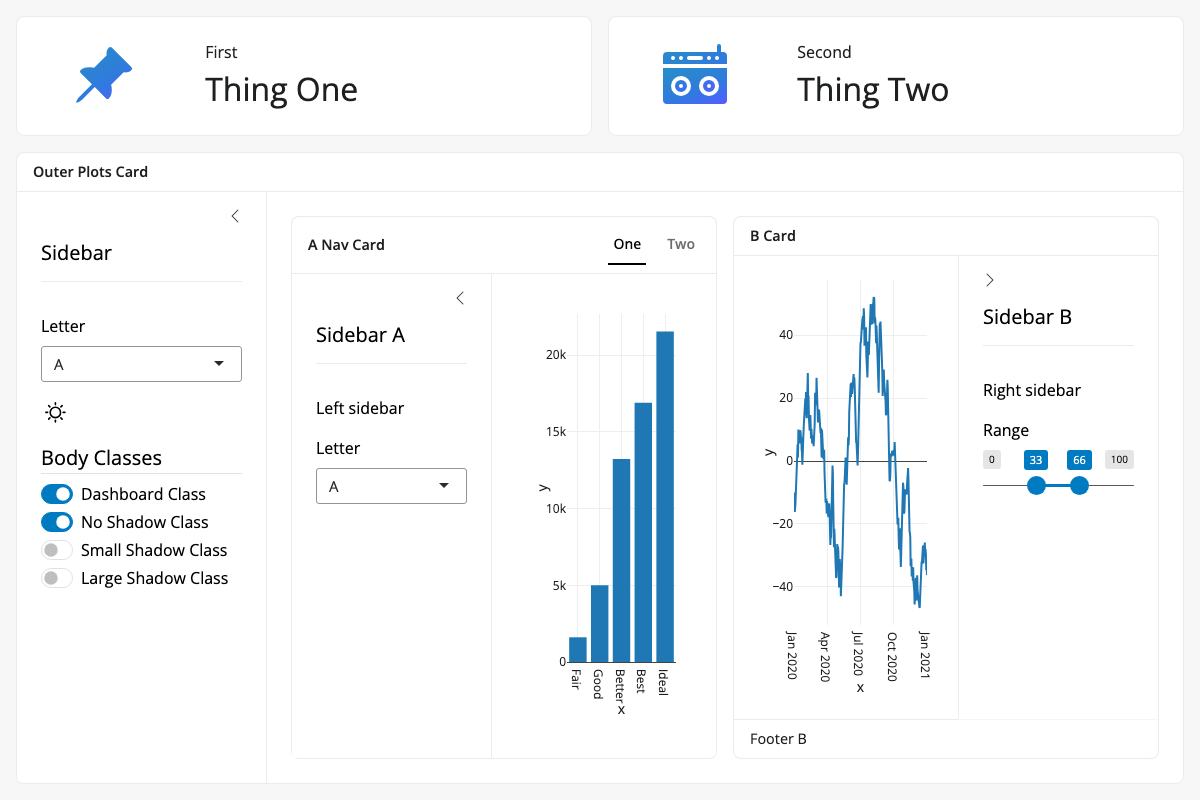 First
Thing One
Second
Thing Two
Outer Plots Card
Sidebar
Letter
A
Body Classes
Dashboard Class
No Shadow Class
Small Shadow Class
Large Shadow Class
A Nav Card
One
Two
Sidebar A
Left sidebar
Letter
A
20k
15k
10k
5k
0
y
Fair
Good
Better
Best
Ideal
x
B Card
40
20
0
−20
−40
y
Jan 2020
Apr 2020
Jul 2020
Oct 2020
Jan 2021
x
Sidebar B
Right sidebar
Range
0
33
66
100
Footer B